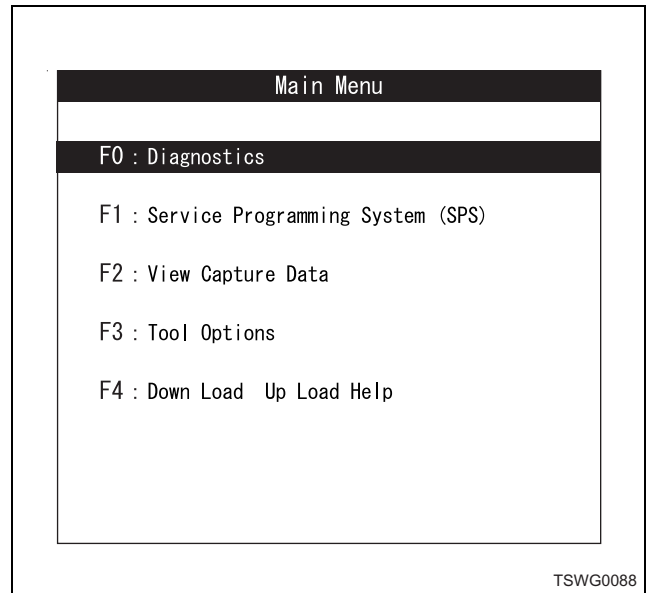 Main Menu
F0 : Diagnostics
F1 : Service Programming System (SPS)
F2 : View Capture Data
F3 : Tool Options
F4 : Down Load  Up Load Help
TSWG0088